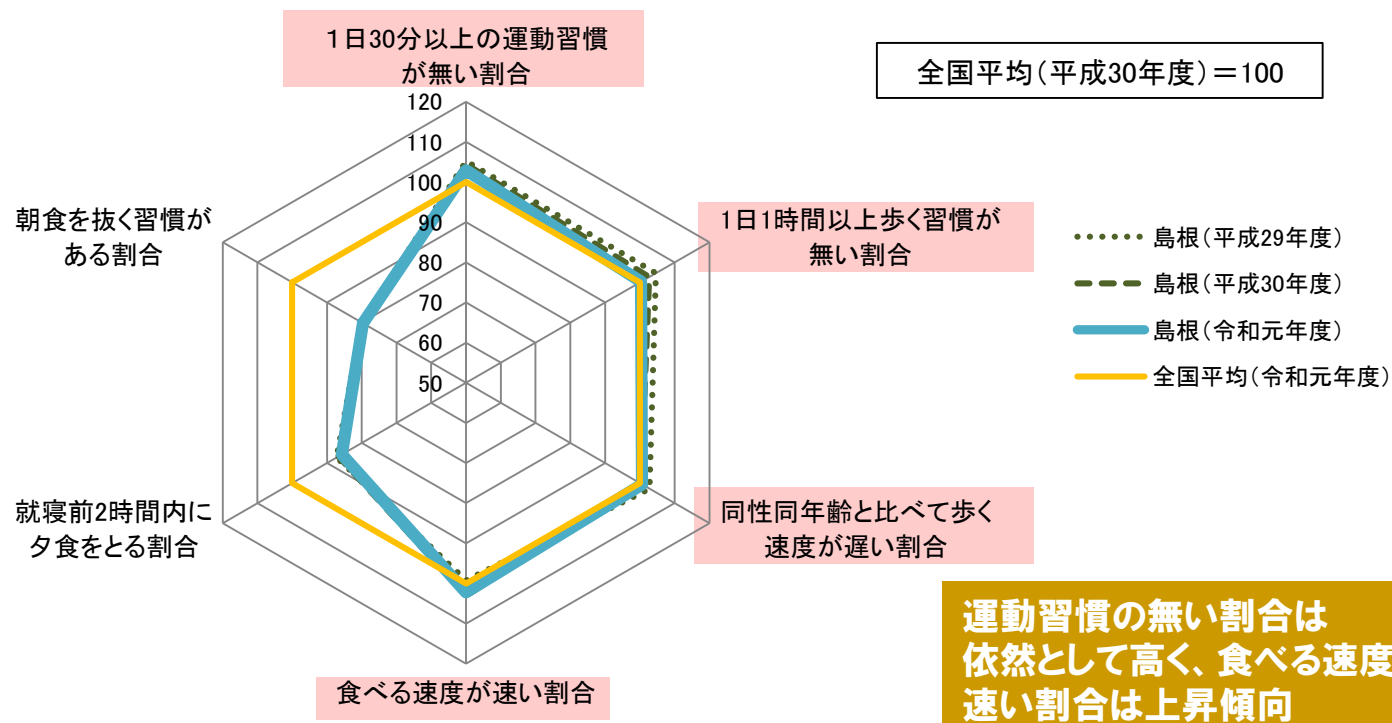 1日30分以上の運動習慣
が無い割合
全国平均（平成30年度）＝100
120
110
100
90
80
70
60
50
朝食を抜く習慣が
ある割合
1日1時間以上歩く習慣が
無い割合
島根（平成29年度）
島根（平成30年度）
島根（令和元年度）
全国平均（令和元年度）
就寝前2時間内に
夕食をとる割合
同性同年齢と比べて歩く
速度が遅い割合
食べる速度が速い割合
運動習慣の無い割合は
依然として高く、食べる速度
速い割合は上昇傾向